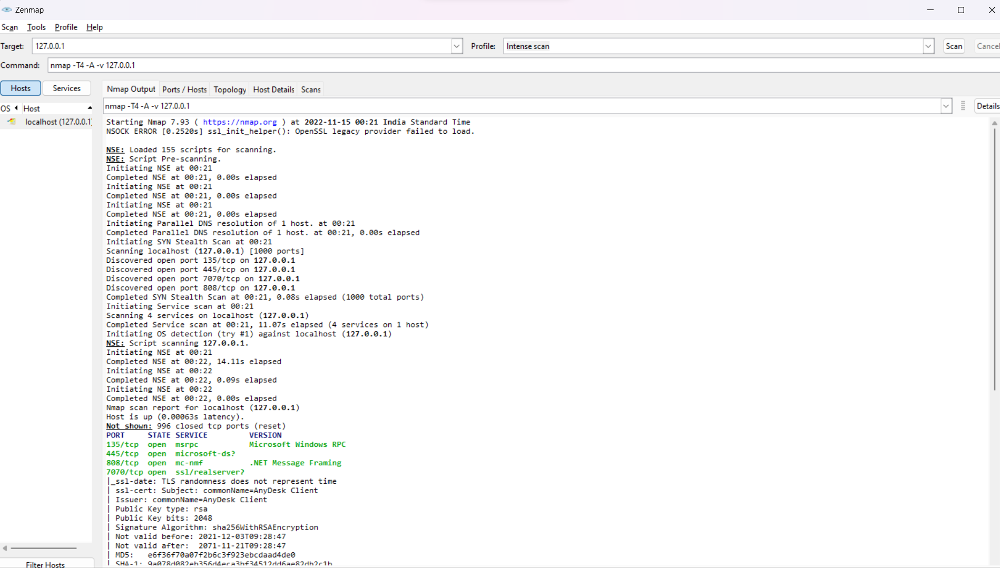 Zenmap
Scan Tools Profile Help
Target: 127.0.0.1 Profile: Intense scan Scan Cancel
Command: nmap -T4 -A -v 127.0.0.1
Hosts Services Nmap Output Ports / Hosts Topology Host Details Scans
OS Host nmap -T4 -A -v 127.0.0.1 Details
localhost (127.0.0.1)
Starting Nmap 7.93 ( https://nmap.org ) at 2022-11-15 00:21 India Standard Time
NSOCK ERROR [0.2520s] ssl_init_helper(): OpenSSL legacy provider failed to load.
NSE: Loaded 155 scripts for scanning.
NSE: Script Pre-scanning.
Initiating NSE at 00:21
Completed NSE at 00:21, 0.00s elapsed
Initiating NSE at 00:21
Completed NSE at 00:21, 0.00s elapsed
Initiating NSE at 00:21
Completed NSE at 00:21, 0.00s elapsed
Initiating Parallel DNS resolution of 1 host. at 00:21
Completed Parallel DNS resolution of 1 host. at 00:21, 0.00s elapsed
Initiating SYN Stealth Scan at 00:21
Scanning localhost (127.0.0.1) [1000 ports]
Discovered open port 135/tcp on 127.0.0.1
Discovered open port 445/tcp on 127.0.0.1
Discovered open port 7070/tcp on 127.0.0.1
Discovered open port 808/tcp on 127.0.0.1
Completed SYN Stealth Scan at 00:21, 0.08s elapsed (1000 total ports)
Initiating Service scan at 00:21
Scanning 4 services on localhost (127.0.0.1)
Completed Service scan at 00:21, 11.07s elapsed (4 services on 1 host)
Initiating OS detection (try #1) against localhost (127.0.0.1)
NSE: Script scanning 127.0.0.1.
Initiating NSE at 00:21
Completed NSE at 00:22, 14.11s elapsed
Initiating NSE at 00:22
Completed NSE at 00:22, 0.09s elapsed
Initiating NSE at 00:22
Completed NSE at 00:22, 0.00s elapsed
Nmap scan report for localhost (127.0.0.1)
Host is up (0.00063s latency).
Not shown: 996 closed tcp ports (reset)
PORT STATE SERVICE VERSION
135/tcp open msrpc Microsoft Windows RPC
445/tcp open microsoft-ds?
808/tcp open mc-nmf .NET Message Framing
7070/tcp open ssl/realserver?
|_ssl-date: TLS randomness does not represent time
| ssl-cert: Subject: commonName=AnyDesk Client
| Issuer: commonName=AnyDesk Client
| Public Key type: rsa
| Public Key bits: 2048
| Signature Algorithm: sha256WithRSAEncryption
| Not valid before: 2021-12-03T09:28:47
| Not valid after: 2071-11-21T09:28:47
| MD5: e6f36f70a07f2b6c3f923ebcdaad4de0
| SHA-1: 9a078d082eb356d4eca3bf34512dd6ae82db2c1b
Filter Hosts